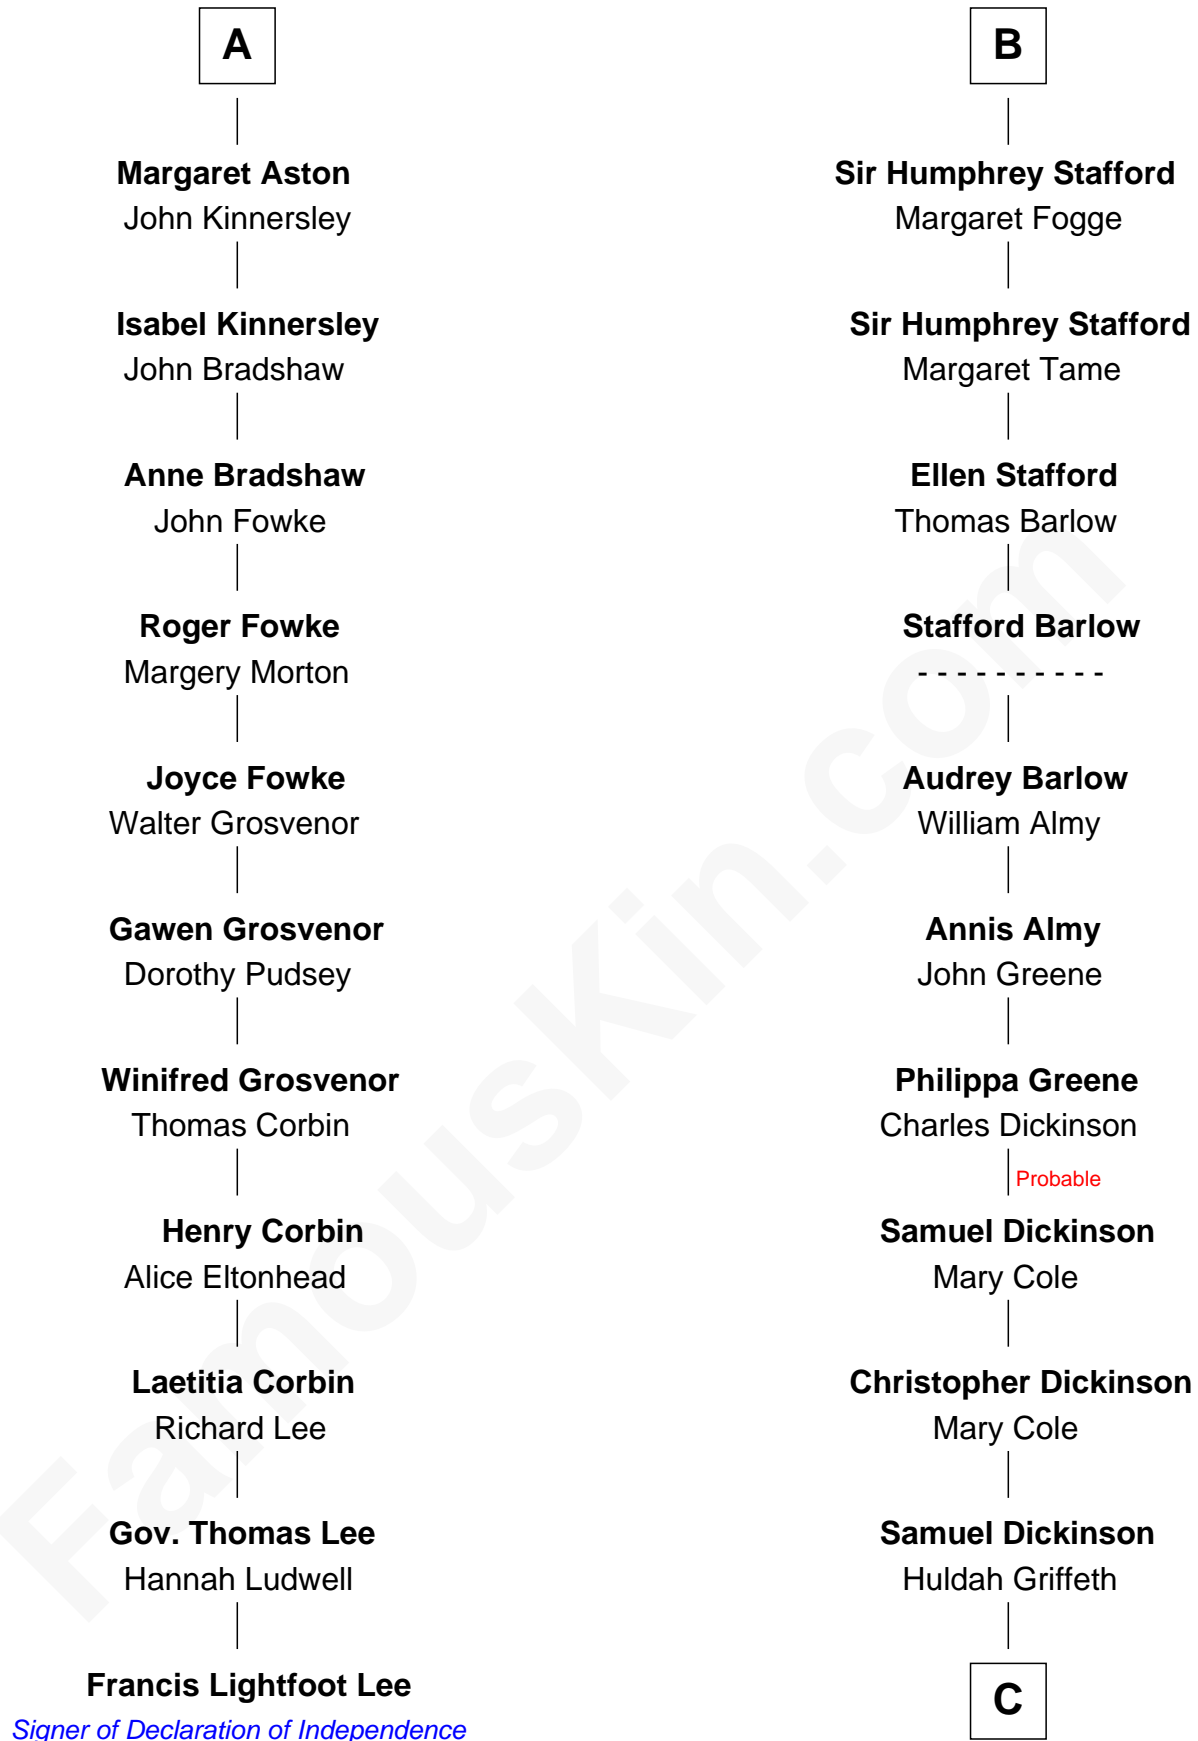 A
Margaret Aston
John Kinnersley
Isabel Kinnersley
John Bradshaw
Anne Bradshaw
John Fowke
Roger Fowke
Margery Morton
Joyce Fowke
Walter Grosvenor
Gawen Grosvenor
Dorothy Pudsey
Winifred Grosvenor
Thomas Corbin
Henry Corbin
Alice Eltonhead
Laetitia Corbin
Richard Lee
Gov. Thomas Lee
Hannah Ludwell
Francis Lightfoot Lee
Signer of Declaration of Independence
B
Sir Humphrey Stafford
Margaret Fogge
Sir Humphrey Stafford
Margaret Tame
Ellen Stafford
Thomas Barlow
Stafford Barlow
- - - - - - - - - -
Audrey Barlow
William Almy
Annis Almy
John Greene
Philippa Greene
Charles Dickinson
Probable
Samuel Dickinson
Mary Cole
Christopher Dickinson
Mary Cole
Samuel Dickinson
Huldah Griffeth
C
FamousKin.com